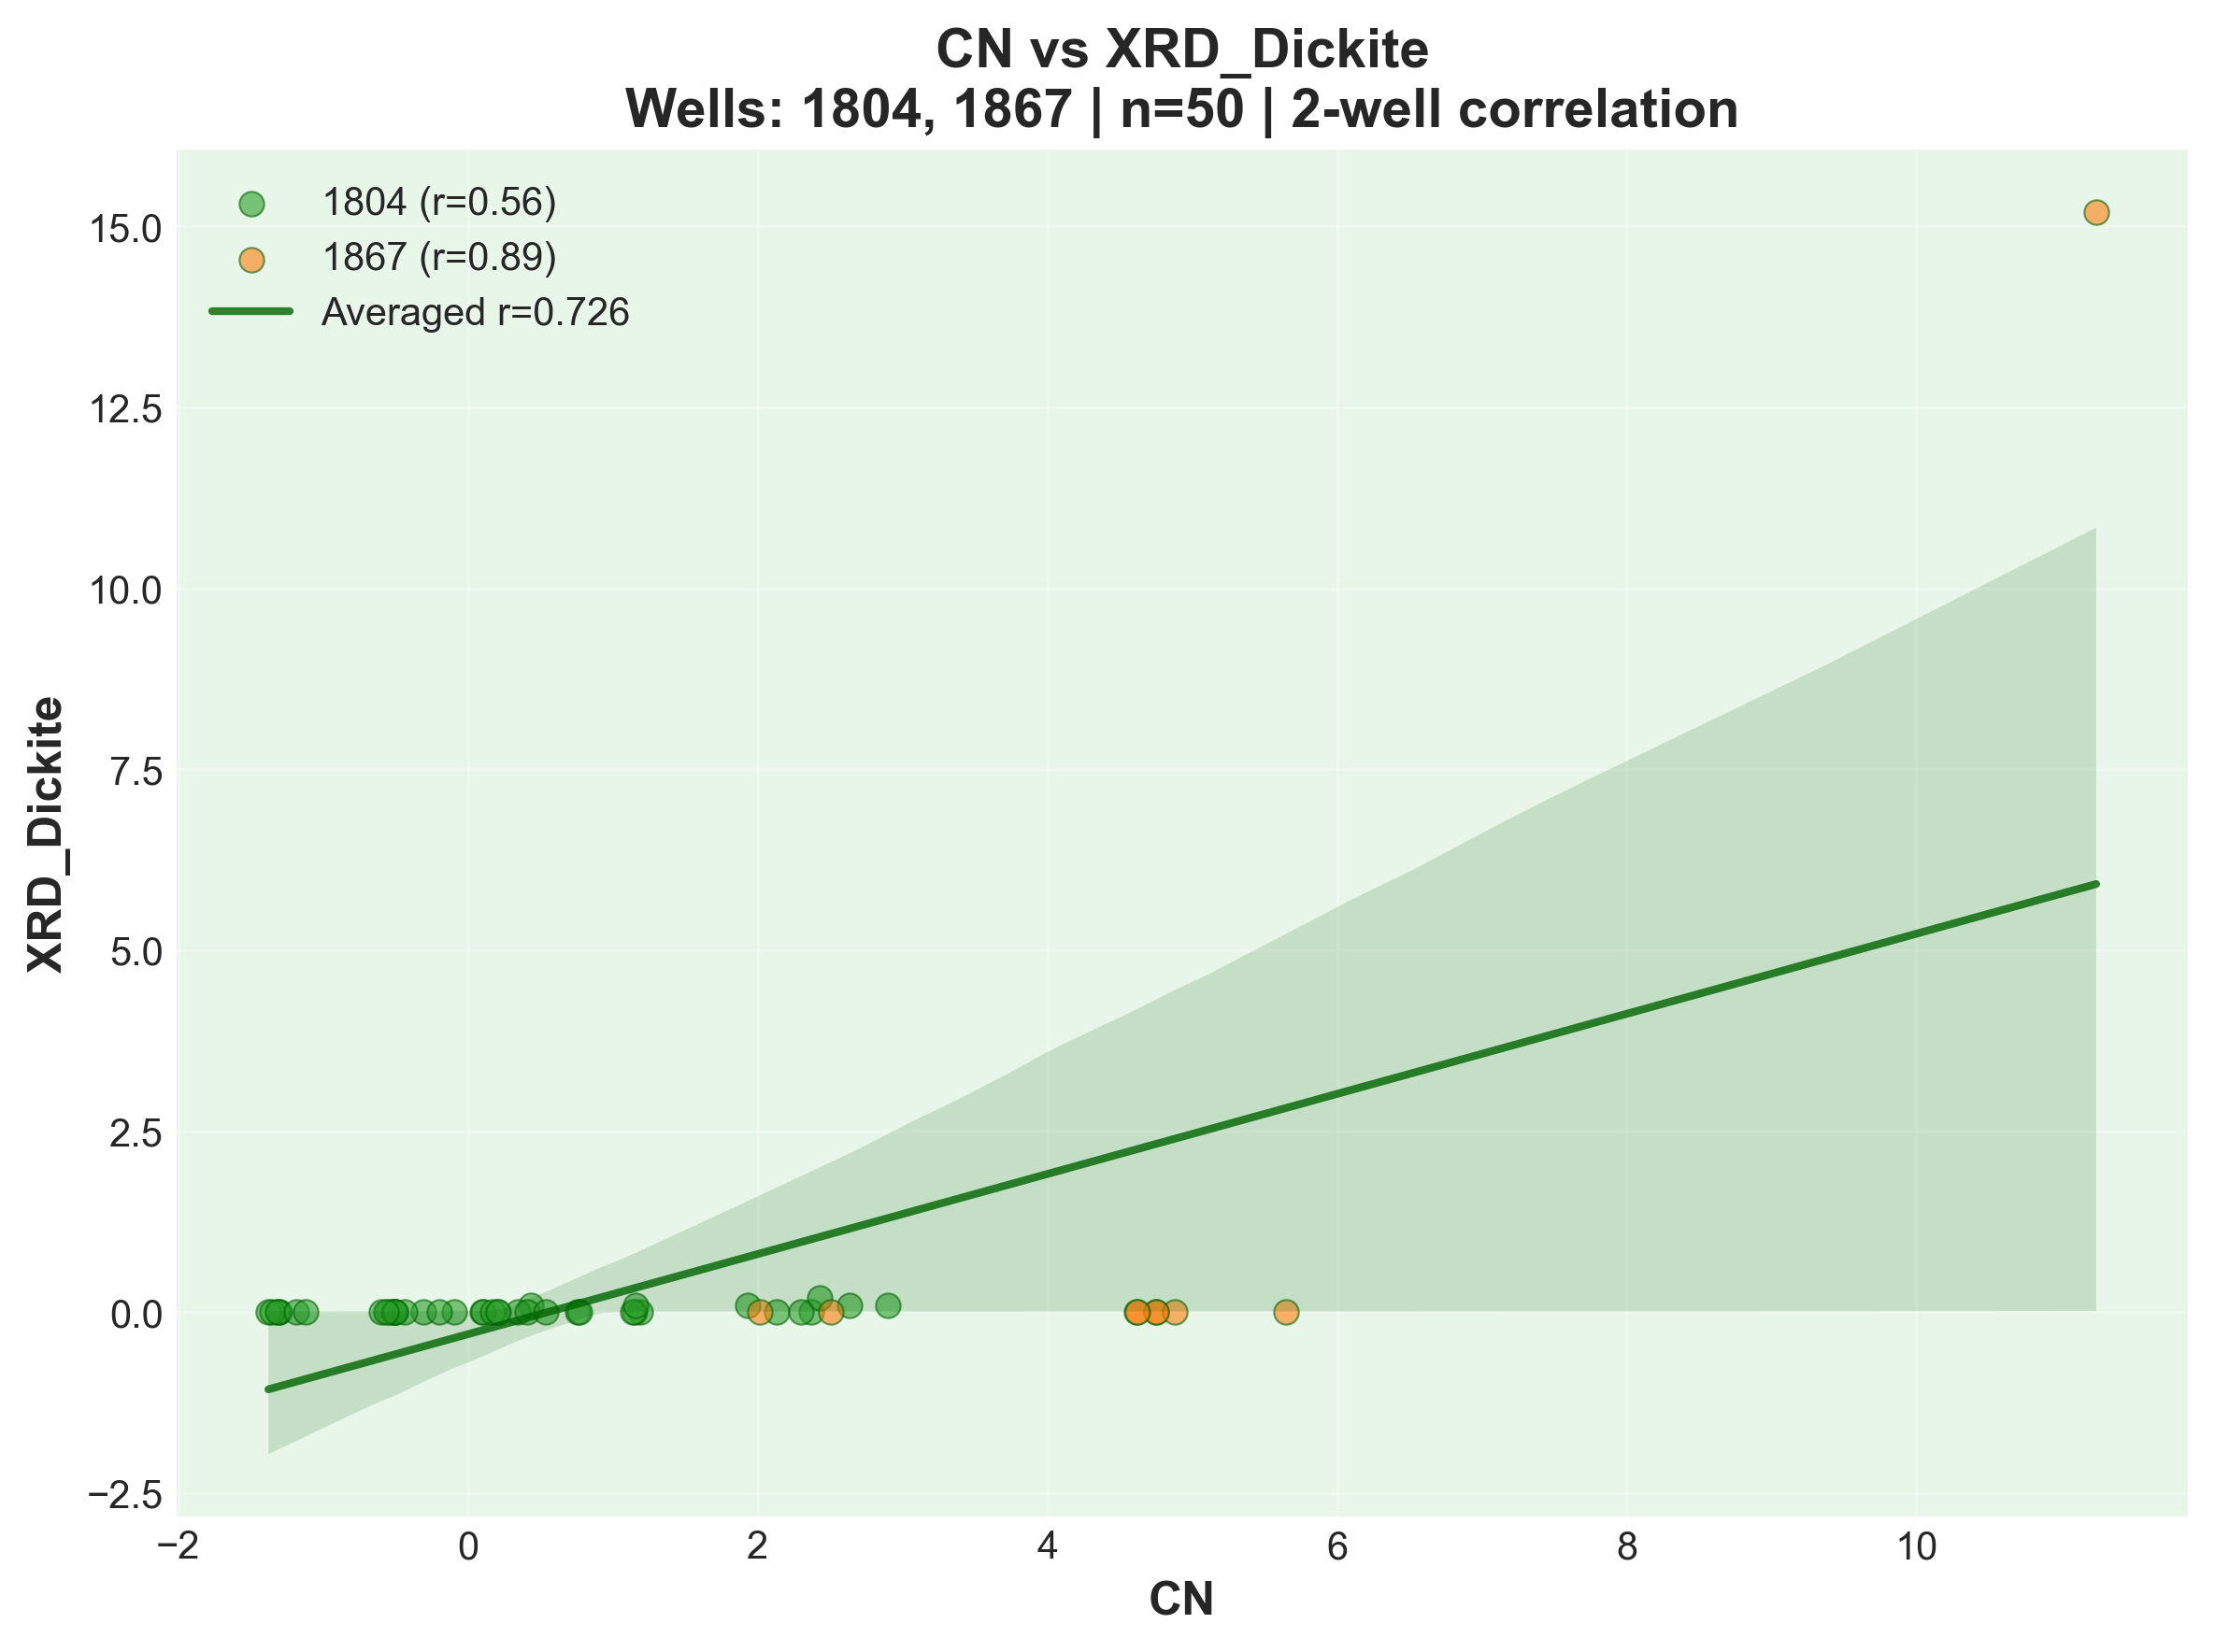 CN vs XRD_Dickite
Wells: 1804, 1867 | n=50 | 2-well correlation
1804 (r=0.56)
1867 (r=0.89)
Averaged r=0.726
XRD_Dickite
15.0
12.5
10.0
7.5
5.0
2.5
0.0
−2.5
−2
0
2
4
6
8
10
CN